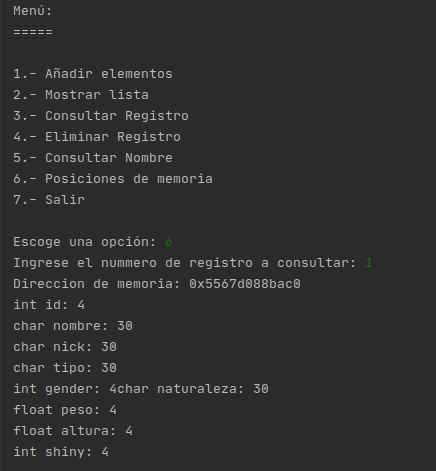 Menú:
=====
1.- Añadir elementos
2.- Mostrar lista
3.- Consultar Registro
4.- Eliminar Registro
5.- Consultar Nombre
6.- Posiciones de memoria
7.- Salir
Escoge una opción: 6
Ingrese el nummero de registro a consultar: 1
Direccion de memoria: 0x5567d088bac0
int id: 4
char nombre: 30
char nick: 30
char tipo: 30
int gender: 4char naturaleza: 30
float peso: 4
float altura: 4
int shiny: 4